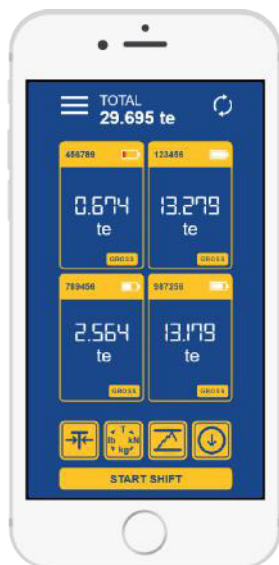 TOTAL
29.695 te
456789
123456
0.674
13.279
te
te
GROSS
GROSS
789456
987256
2.564
13.179
te
te
GROSS
GROSS
T
lb kN
kg
START SHIFT